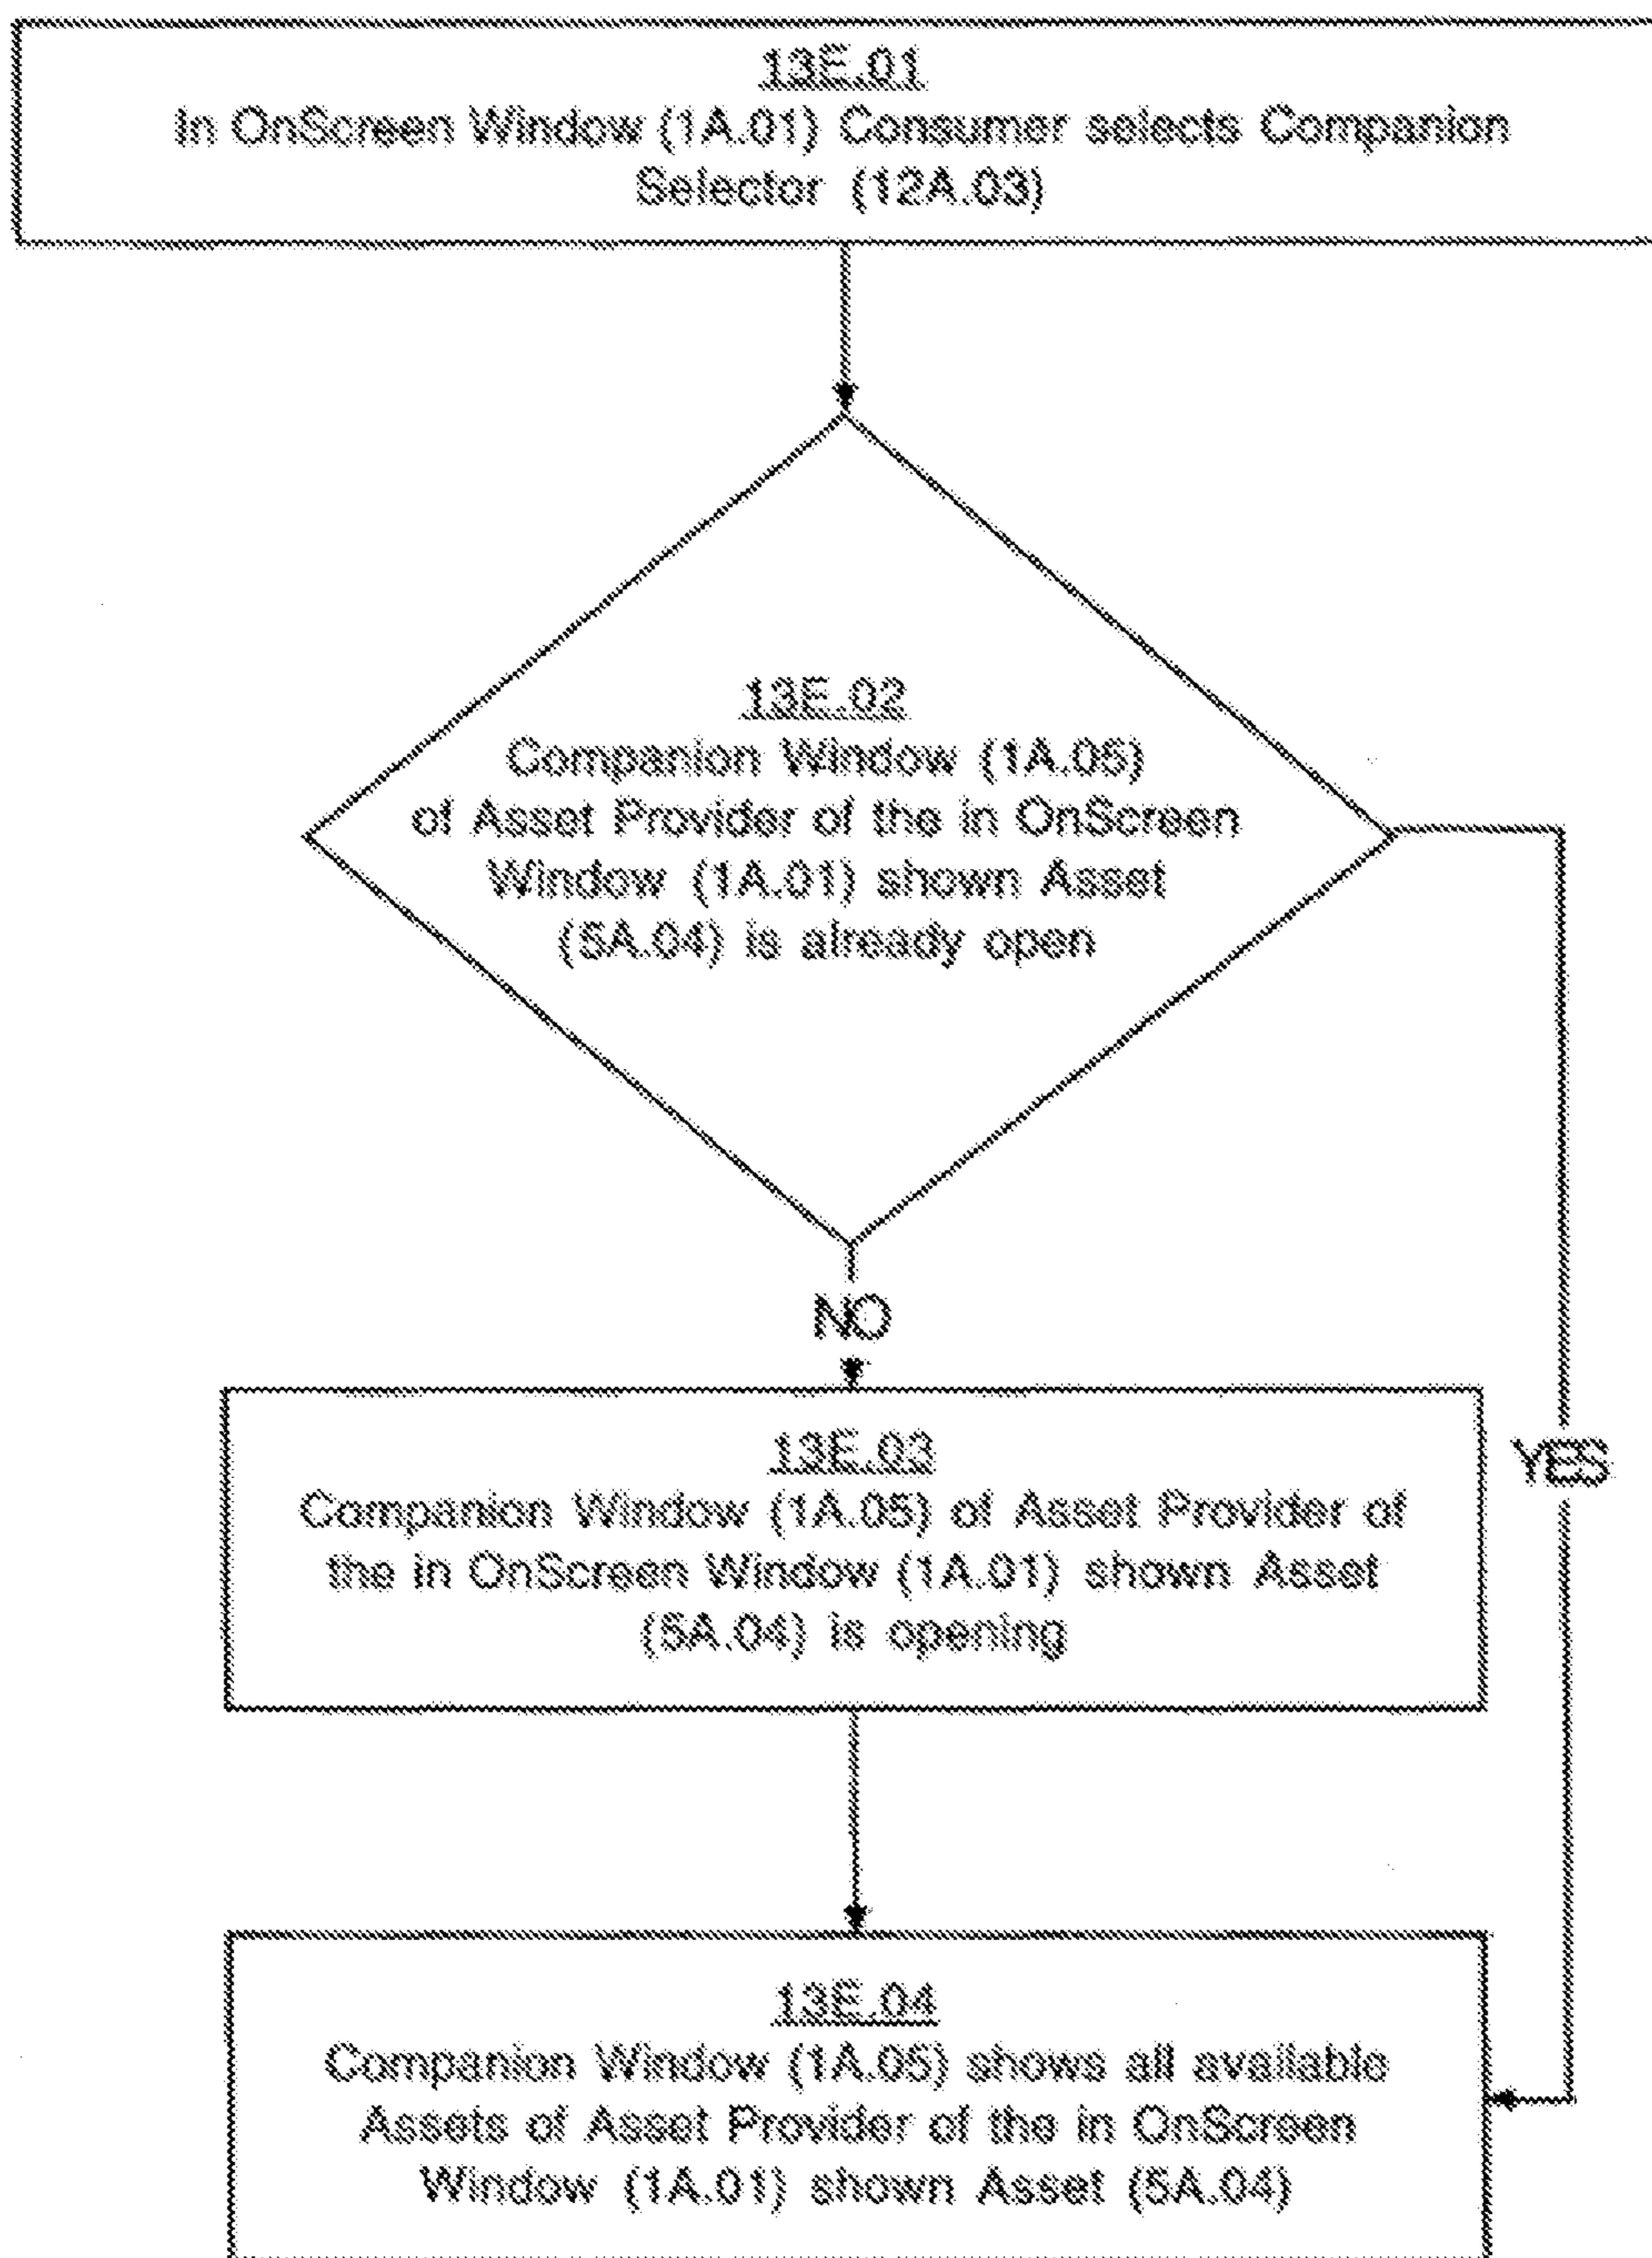 13E.01
In OnScreen Window (1A.01) Consumer selects Companion
Selector (12A.03)
13E.02
Companion Window (1A.05)
of Asset Provider of the in OnScreen
Window (1A.01) shown Asset
(5A.04) is already open
NO
13E.03
Companion Window (1A.05) of Asset Provider of
the in OnScreen Window (1A.01) shown Asset
(5A.04) is opening
YES
13E.04
Companion Window (1A.05) shows all available
Assets of Asset Provider of the in OnScreen
Window (1A.01) shown Asset (5A.04)